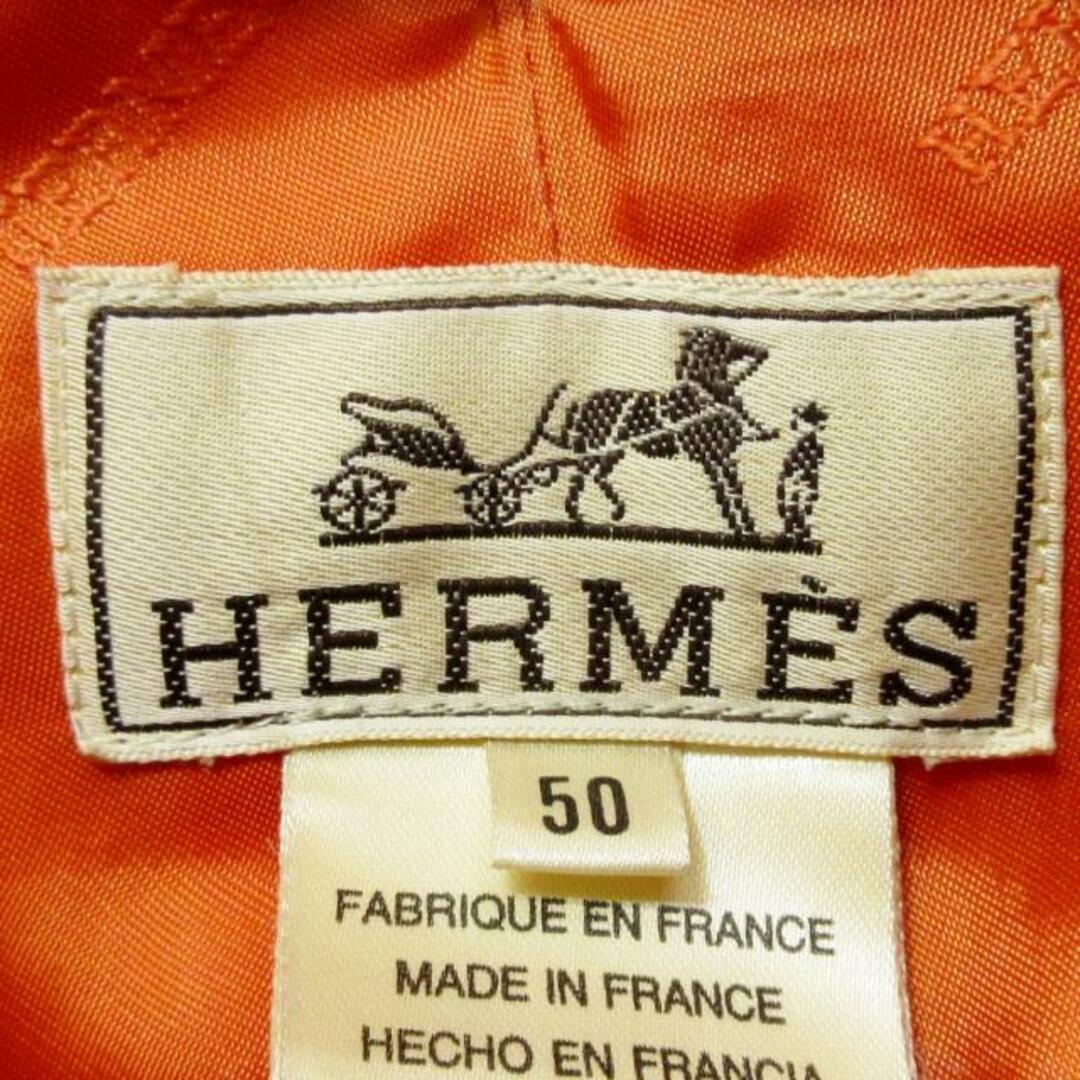 HERMÈS
50
FABRIQUE EN FRANCE
MADE IN FRANCE
HECHO EN FRANCIA